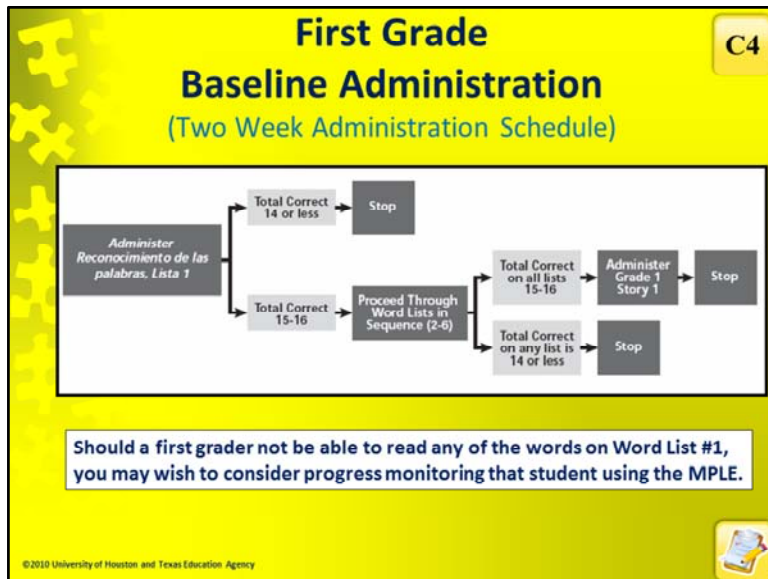 First Grade
Baseline Administration
(Two Week Administration Schedule)
C4
Administer
Reconocimiento de las
palabras, Lista 1
Total Correct
14 or less
Stop
Total Correct
15-16
Proceed Through
Word Lists in
Sequence (2-6)
Total Correct
on all lists
15-16
Administer
Grade 1
Story 1
Stop
Total Correct
on any list is
14 or less
Stop
Should a first grader not be able to read any of the words on Word List #1,
you may wish to consider progress monitoring that student using the MPLE.
©2010 University of Houston and Texas Education Agency